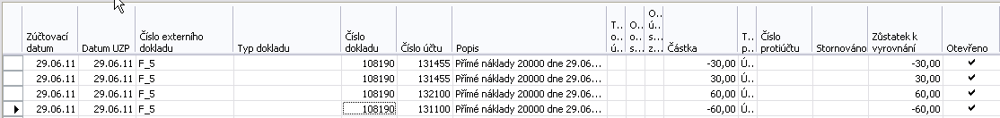 Zúčtovací datum Datum UZP Číslo externího dokladu Typ dokladu Číslo dokladu Číslo účtu Popis T.. o.. ú.. O.. o.. s.. O.. ú.. s.. z.. Částka T.. p.. Číslo protiúčtu Stornováno Zůstatek k vyrovnání Otevřeno
29.06.11 29.06.11 F_5 108190 131455 Přímé náklady 20000 dne 29.06... -30,00 Ú.. -30,00
29.06.11 29.06.11 F_5 108190 131455 Přímé náklady 20000 dne 29.06... 30,00 Ú.. 30,00
29.06.11 29.06.11 F_5 108190 132100 Přímé náklady 20000 dne 29.06... 60,00 Ú.. 60,00
29.06.11 29.06.11 F_5 108190 131100 Přímé náklady 20000 dne 29.06... -60,00 Ú.. -60,00